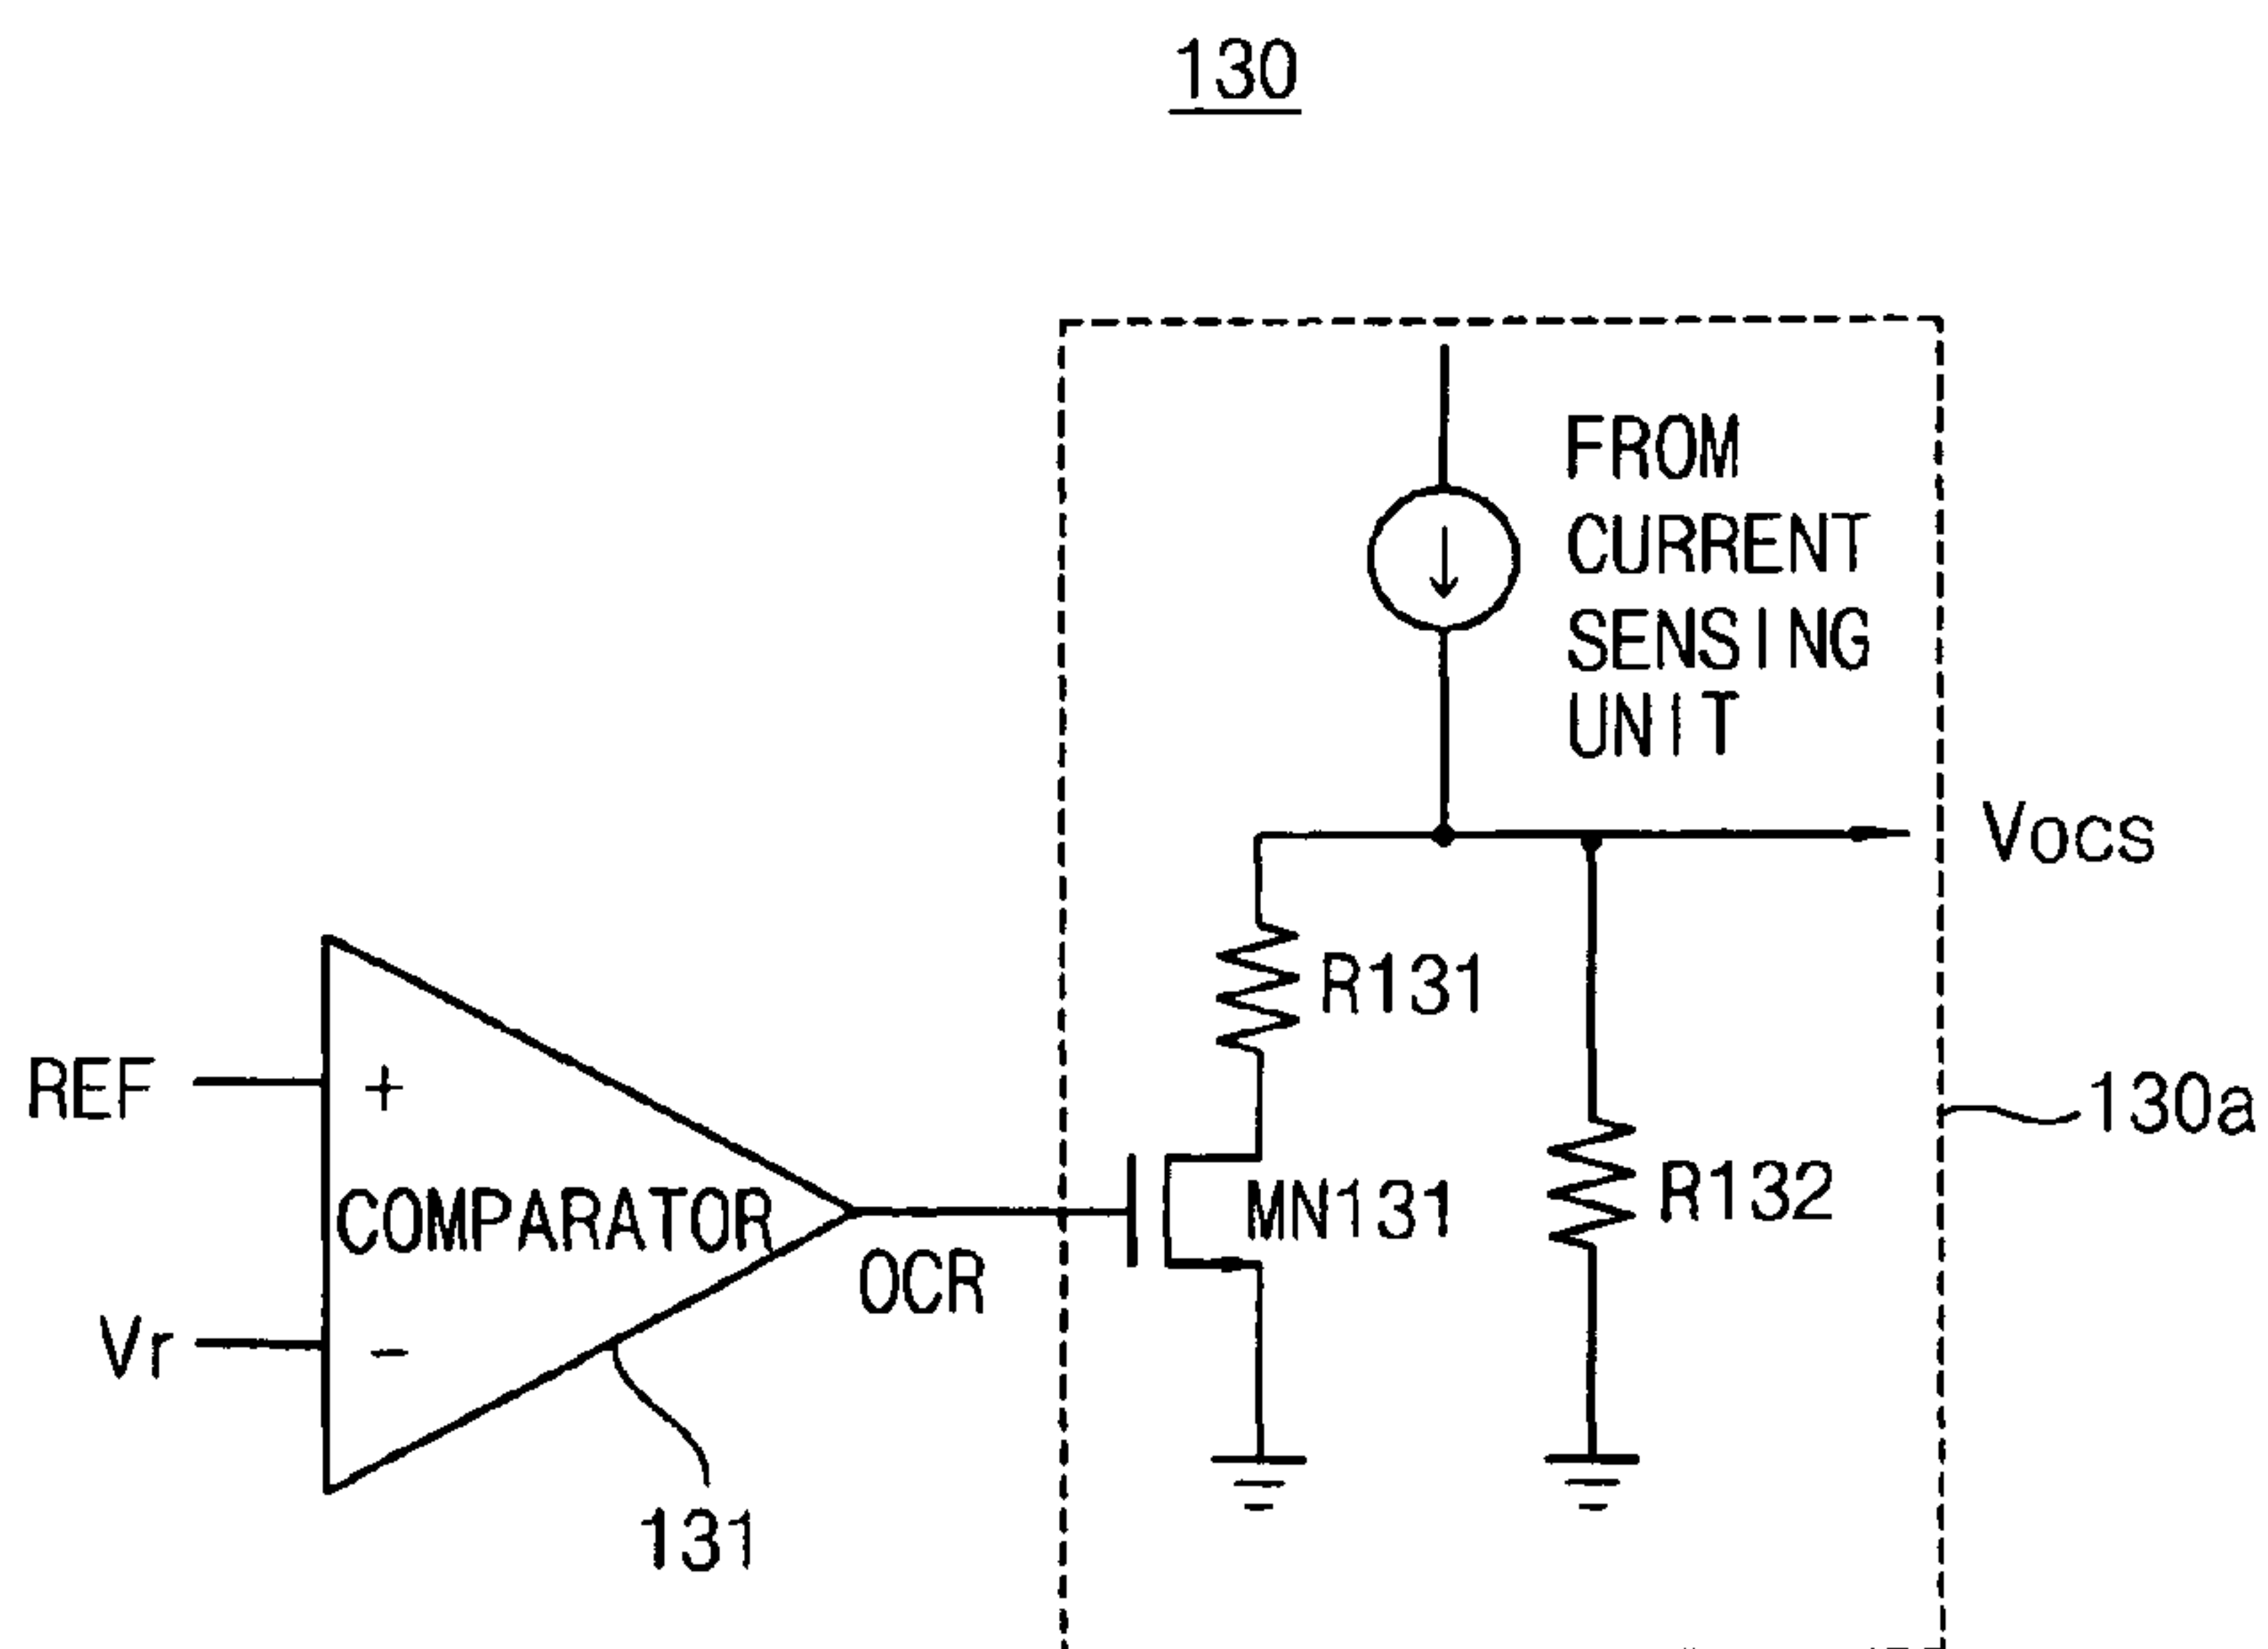 130
FROM
CURRENT
SENSING
UNIT
Vocs
R131
REF
+
130a
COMPARATOR
MN131
R132
OCR
Vr
−
131